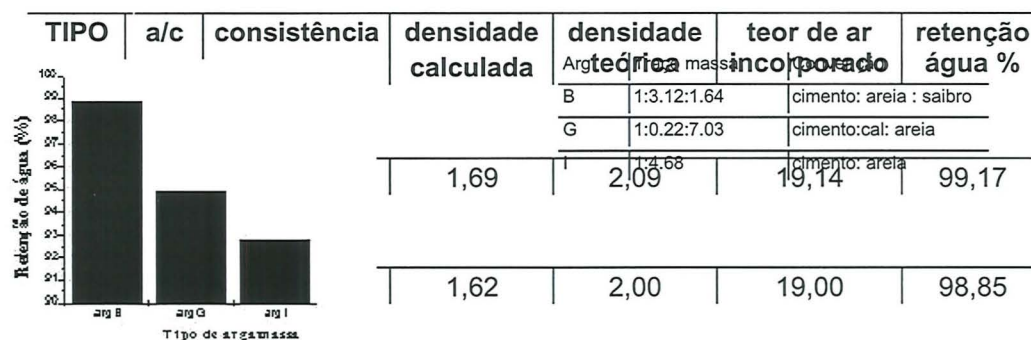 TIPO a/c consistência densidade densidade teor de ar retenção
calculada teórica incorporado água %
Arg Traço massa Convenção
B 1:3.12:1.64 cimento: areia : saibro
G 1:0.22:7.03 cimento:cal: areia
I 1:4.68 cimento: areia
1,69 2,09 19,14 99,17
1,62 2,00 19,00 98,85
Retenção de água (%)
100
99
98
97
96
95
94
93
92
91
90
arg B arg G arg I
Tipo de argamassa